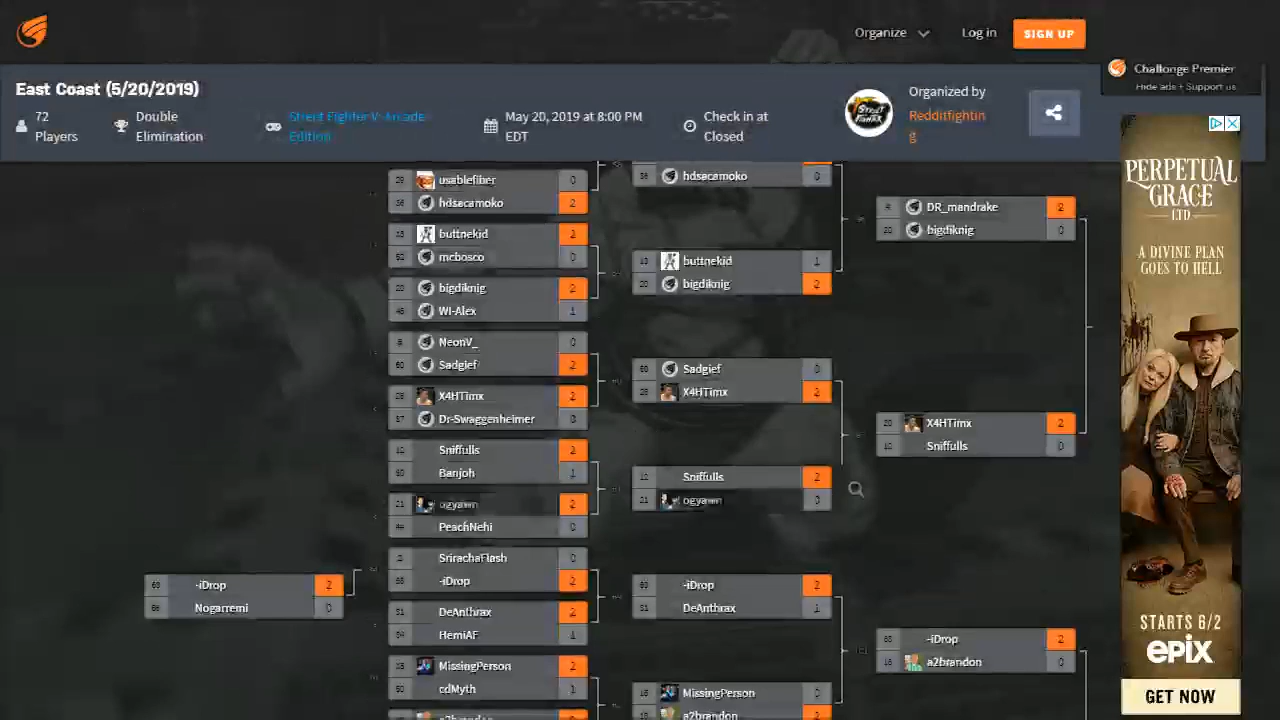 Organize
Log in
SIGN UP
Challonge Premier
Hide ads + Support us
East Coast (5/20/2019)
72
Players
Double
Elimination
Street Fighter V: Arcade
Edition
May 20, 2019 at 8:00 PM
EDT
Check in at
Closed
Organized by
Redditfightin
g
usablefiber 0
hdsacamoko 2
buttnekid 2
mcbosco 0
bigdiknig 2
WI-Alex 1
NeonV_ 0
Sadgief 2
X4HTimx 2
Dr-Swaggenheimer 0
Sniffulls 2
Banjoh 1
ogyamn 2
PeachNehi 0
SrirachaFlash 0
-iDrop 2
DeAnthrax 2
HemiAF 1
MissingPerson 2
cdMyth 1
a2brandon
-iDrop 2
Nogarremi 0
hdsacamoko 0
buttnekid 1
bigdiknig 2
Sadgief 0
X4HTimx 2
Sniffulls 2
ogyamn 0
-iDrop 2
DeAnthrax 1
MissingPerson 0
a2brandon 2
DR_mandrake 2
bigdiknig 0
X4HTimx 2
Sniffulls 0
-iDrop 2
a2brandon 0
PERPETUAL
GRACE
LTD
A DIVINE PLAN
GOES TO HELL
STARTS 6/2
epix
GET NOW